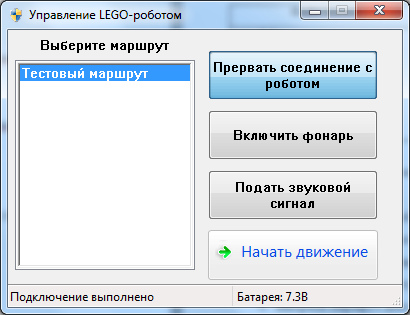 Управление LEGO-роботом
Выберите маршрут
Тестовый маршрут
Прервать соединение с
роботом
Включить фонарь
Подать звуковой
сигнал
Начать движение
Подключение выполнено
Батарея: 7.3В